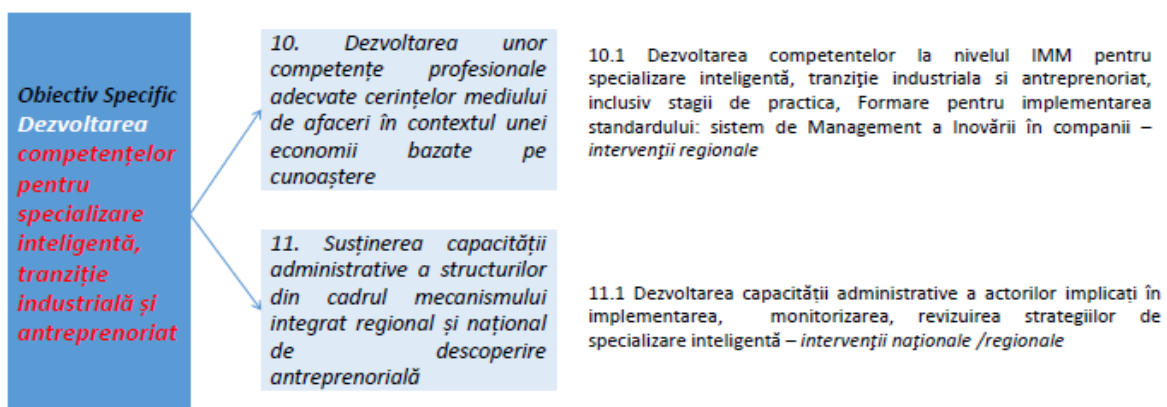 Obiectiv Specific
Dezvoltarea
competențelor
pentru
specializare
inteligentă,
tranziție
industrială și
antreprenoriat
10. Dezvoltarea unor
competențe profesionale
adecvate cerințelor mediului
de afaceri în contextul unei
economii bazate pe
cunoaștere
10.1 Dezvoltarea competentelor la nivelul IMM pentru
specializare inteligentă, tranziție industriala si antreprenoriat,
inclusiv stagii de practica, Formare pentru implementarea
standardului: sistem de Management a Inovării în companii –
intervenții regionale
11. Susținerea capacității
administrative a structurilor
din cadrul mecanismului
integrat regional și național
de descoperire
antreprenorială
11.1 Dezvoltarea capacității administrative a actorilor implicați în
implementarea, monitorizarea, revizuirea strategiilor de
specializare inteligentă – intervenții naționale /regionale